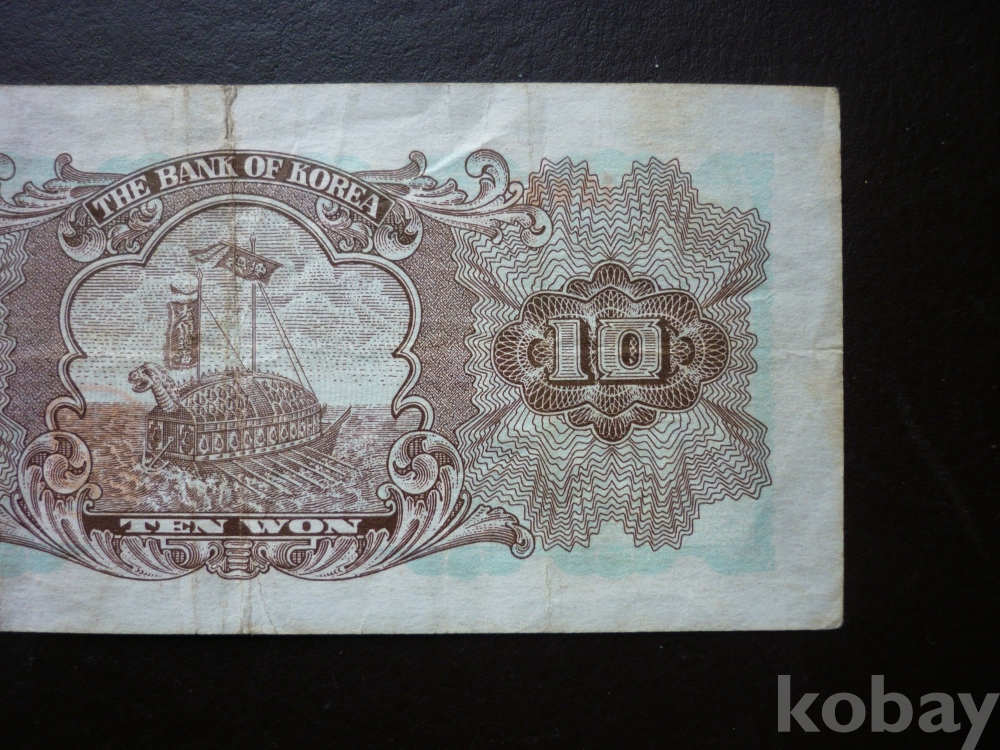 THE BANK OF KOREA
10
TEN WON
kobay